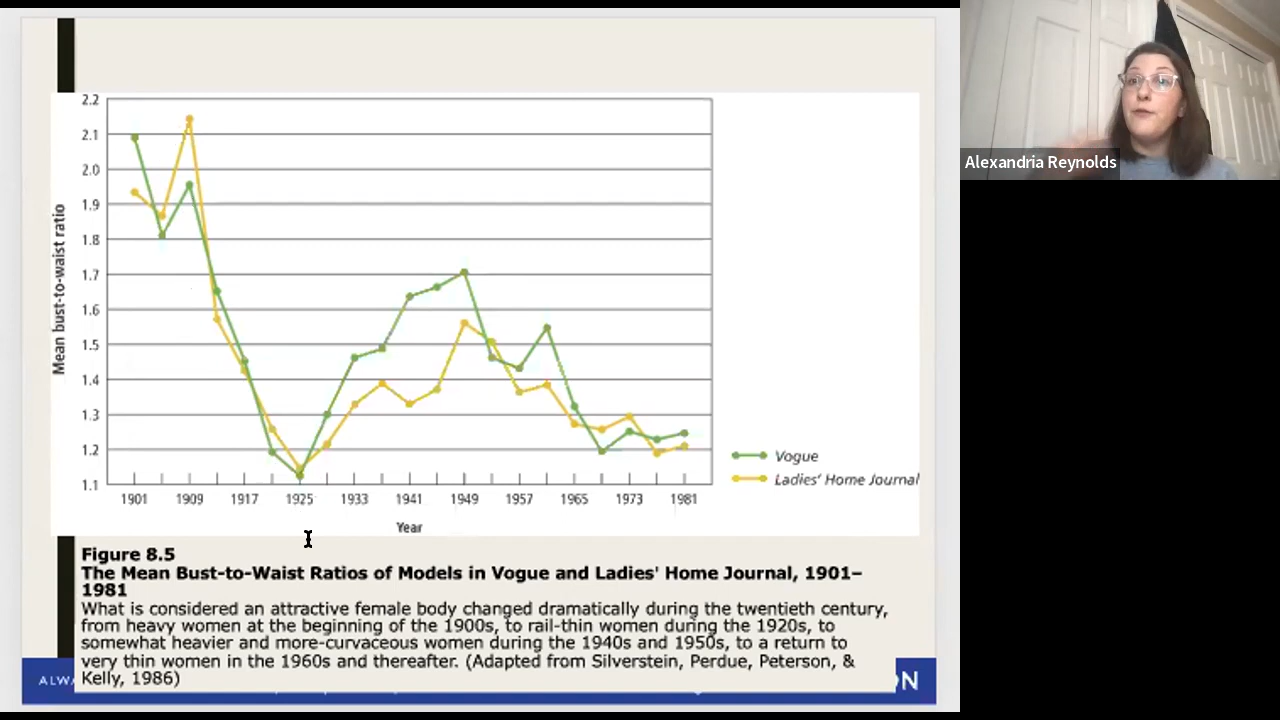 2.2
2.1
2.0
1.9
1.8
1.7
1.6
1.5
1.4
1.3
1.2
1.1
Mean bust-to-waist ratio
1901 1909 1917 1925 1933 1941 1949 1957 1965 1973 1981
Year
Vogue
Ladies' Home Journal
Alexandria Reynolds
Figure 8.5
The Mean Bust-to-Waist Ratios of Models in Vogue and Ladies' Home Journal, 1901–
1981
What is considered an attractive female body changed dramatically during the twentieth century,
from heavy women at the beginning of the 1900s, to rail-thin women during the 1920s, to
somewhat heavier and more-curvaceous women during the 1940s and 1950s, to a return to
very thin women in the 1960s and thereafter. (Adapted from Silverstein, Perdue, Peterson, &
Kelly, 1986)